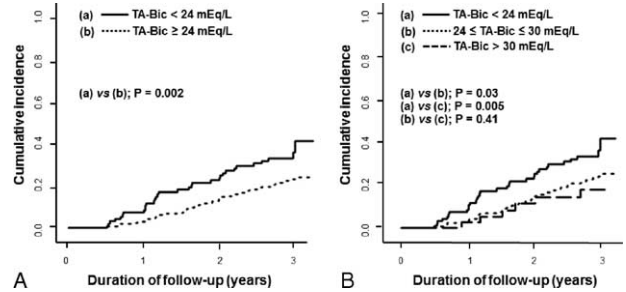 (a) TA-Bic < 24 mEq/L
(b) TA-Bic ≥ 24 mEq/L
(a) vs (b); P = 0.002
Cumulative incidence
0.0 0.2 0.4 0.6 0.8 1.0
0 1 2 3
Duration of follow-up (years)
A
(a) TA-Bic < 24 mEq/L
(b) 24 ≤ TA-Bic ≤ 30 mEq/L
(c) TA-Bic > 30 mEq/L
(a) vs (b); P = 0.03
(a) vs (c); P = 0.005
(b) vs (c); P = 0.41
Cumulative incidence
0.0 0.2 0.4 0.6 0.8 1.0
0 1 2 3
Duration of follow-up (years)
B